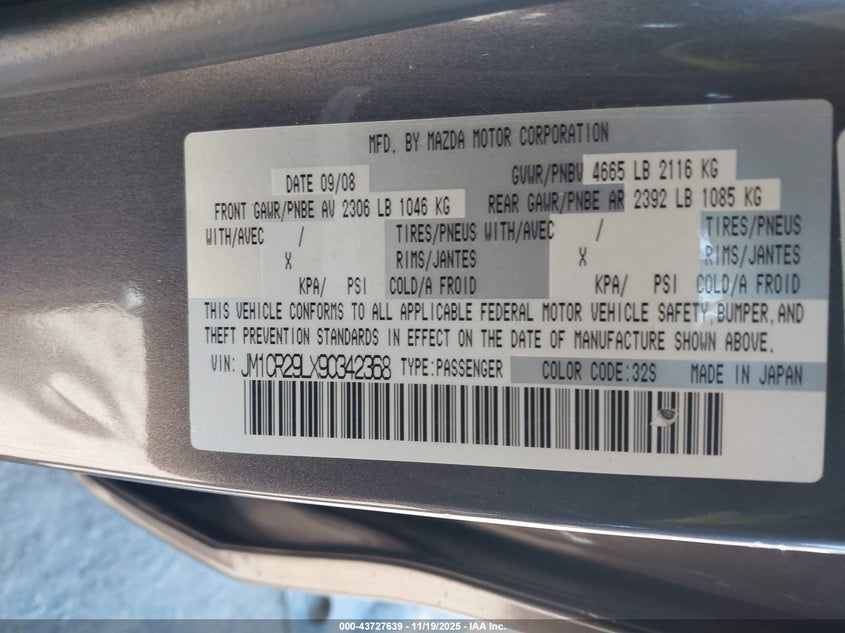 MFD. BY MAZDA MOTOR CORPORATION
DATE 09/08 GVWR/PNBV 4665 LB 2116 KG
FRONT GAWR/PNBE AV 2306 LB 1046 KG REAR GAWR/PNBE AR 2392 LB 1085 KG
WITH/AVEC / TIRES/PNEUS WITH/AVEC / TIRES/PNEUS
X RIMS/JANTES X RIMS/JANTES
KPA/ PSI COLD/A FROID KPA/ PSI COLD/A FROID
THIS VEHICLE CONFORMS TO ALL APPLICABLE FEDERAL MOTOR VEHICLE SAFETY, BUMPER, AND
THEFT PREVENTION STANDARDS IN EFFECT ON THE DATE OF MANUFACTURE SHOWN ABOVE.
VIN: JM1CR29LX90342368 TYPE:PASSENGER COLOR CODE:32S MADE IN JAPAN
000-43727639 - 11/19/2025 - IAA Inc.